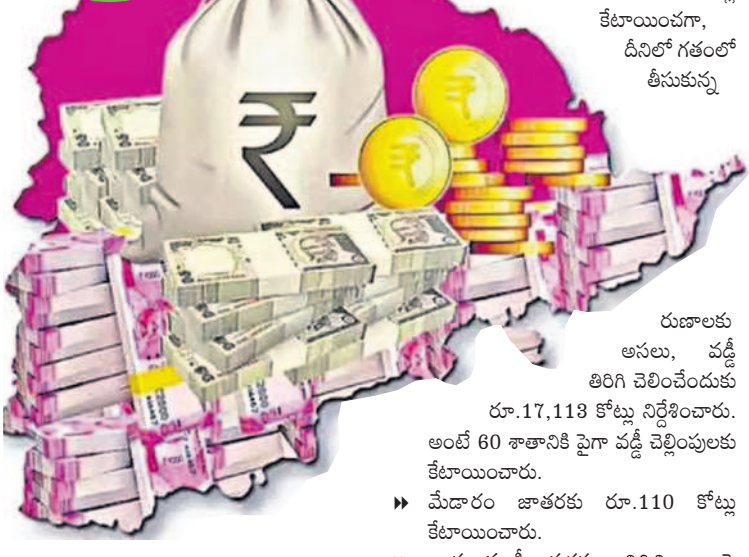 కేటాయించగా,
దీనిలో గతంలో
తీసుకున్న
రుణాలకు
అసలు, వడ్డీ
తిరిగి చెలించేందుకు
రూ.17,113 కోట్లు నిర్దేశించారు.
అంటే 60 శాతానికి పైగా వడ్డీ చెల్లింపులకు
కేటాయించారు.
▸▸ మేడారం జాతరకు రూ.110 కోట్లు
కేటాయించారు.